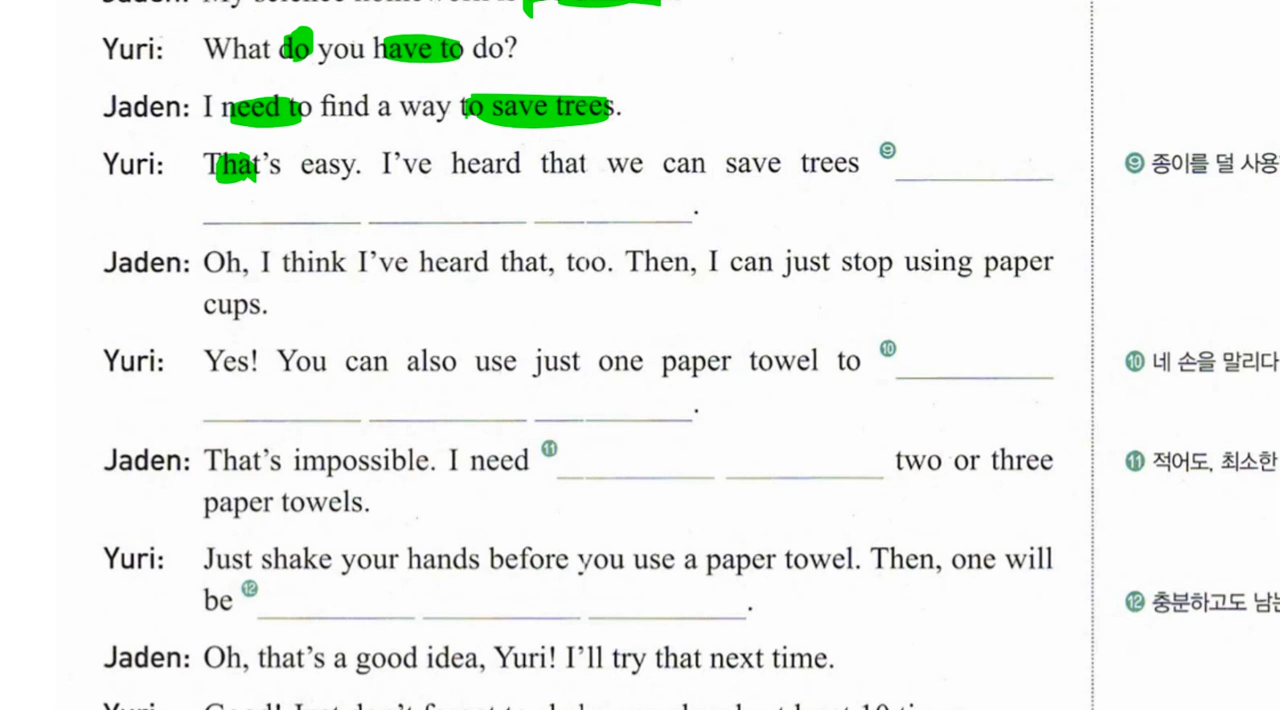 Yuri: What do you have to do?
Jaden: I need to find a way to save trees.
Yuri: That's easy. I've heard that we can save trees ⑨ ⑨ 종이를 덜 사용
.
Jaden: Oh, I think I've heard that, too. Then, I can just stop using paper
cups.
Yuri: Yes! You can also use just one paper towel to ⑩ ⑩ 네 손을 말리다
.
Jaden: That's impossible. I need ⑪ two or three ⑪ 적어도, 최소한
paper towels.
Yuri: Just shake your hands before you use a paper towel. Then, one will
be ⑫ . ⑫ 충분하고도 남는
Jaden: Oh, that's a good idea, Yuri! I'll try that next time.